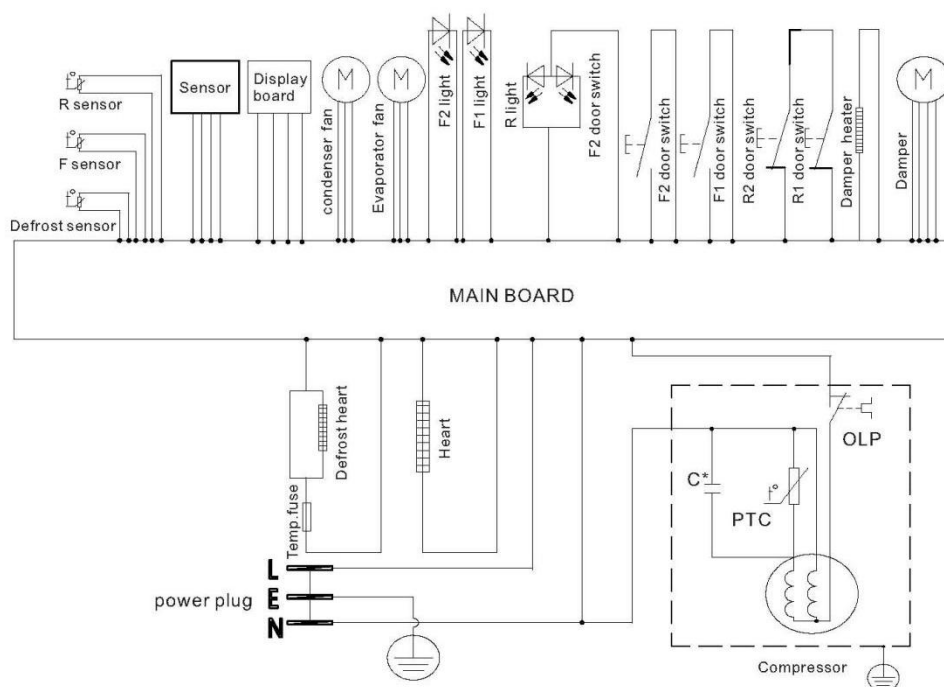 R sensor
F sensor
Defrost sensor
Sensor
Display
board
M
condenser fan
M
Evaporator fan
F2 light
F1 light
R light
F2 door switch
F2 door switch
F1 door switch
R2 door switch
R1 door switch
Damper heater
M
Damper
t°
t°
t°
MAIN BOARD
Defrost heart
Temp.fuse
Heart
OLP
C*
t°
PTC
L
E
N
power plug
Compressor